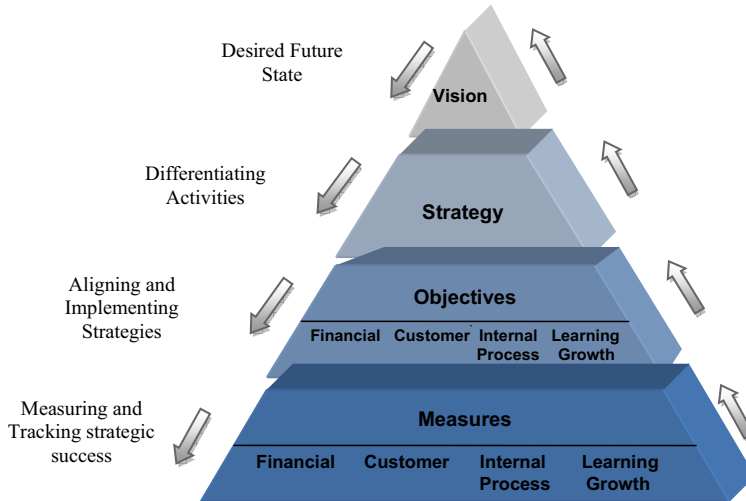 Desired Future
State
Vision
Differentiating
Activities
Strategy
Aligning and
Implementing
Strategies
Objectives
Financial Customer Internal Learning
Process Growth
Measuring and
Tracking strategic
success
Measures
Financial Customer Internal Learning
Process Growth